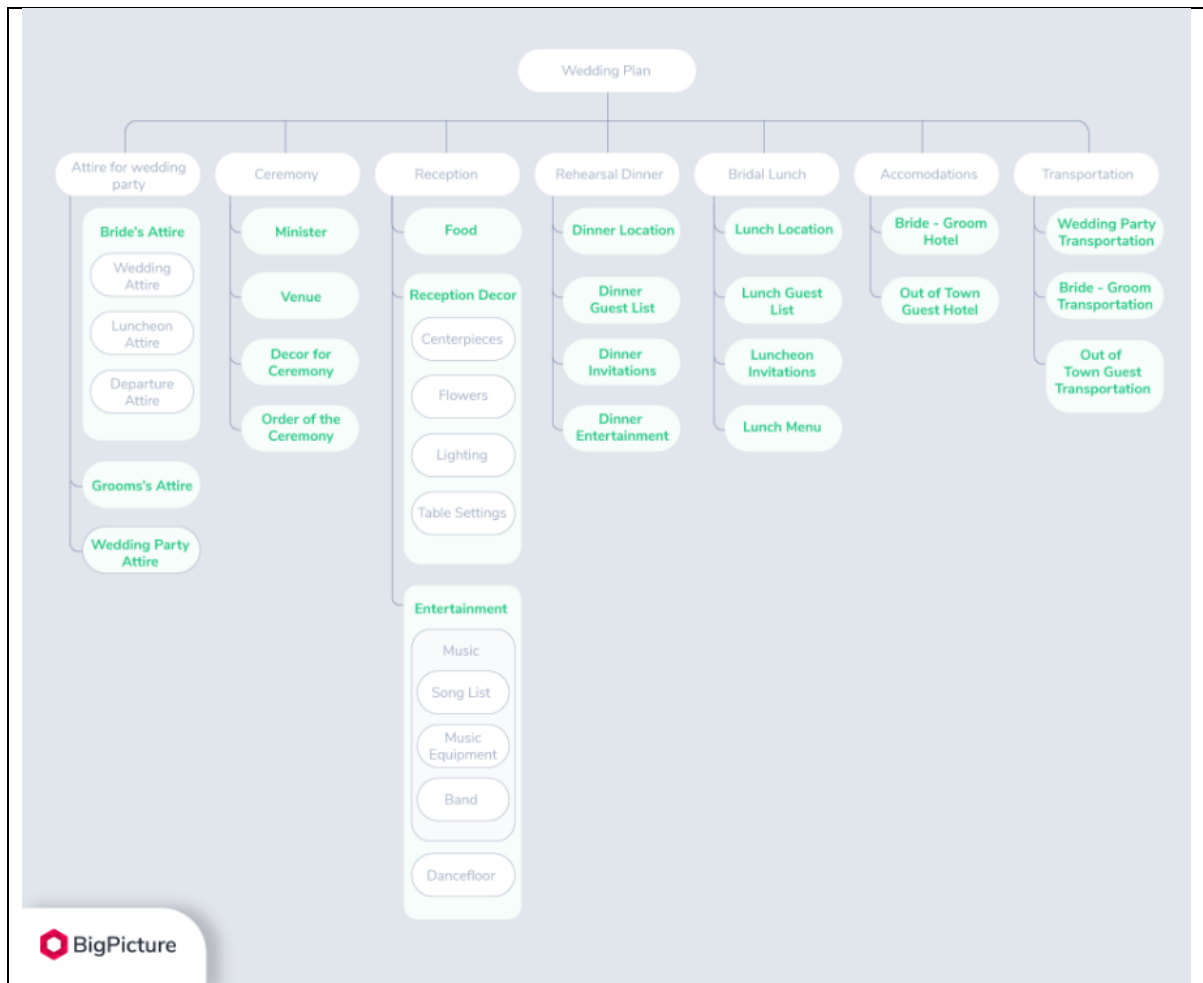 Wedding Plan
Attire for wedding
party
Ceremony
Reception
Rehearsal Dinner
Bridal Lunch
Accomodations
Transportation
Bride's Attire
Wedding
Attire
Luncheon
Attire
Departure
Attire
Grooms's Attire
Wedding Party
Attire
Minister
Venue
Decor for
Ceremony
Order of the
Ceremony
Food
Reception Decor
Centerpieces
Flowers
Lighting
Table Settings
Entertainment
Music
Song List
Music
Equipment
Band
Dancefloor
Dinner Location
Dinner
Guest List
Dinner
Invitations
Dinner
Entertainment
Lunch Location
Lunch Guest
List
Luncheon
Invitations
Lunch Menu
Bride - Groom
Hotel
Out of Town
Guest Hotel
Wedding Party
Transportation
Bride - Groom
Transportation
Out of
Town Guest
Transportation
BigPicture